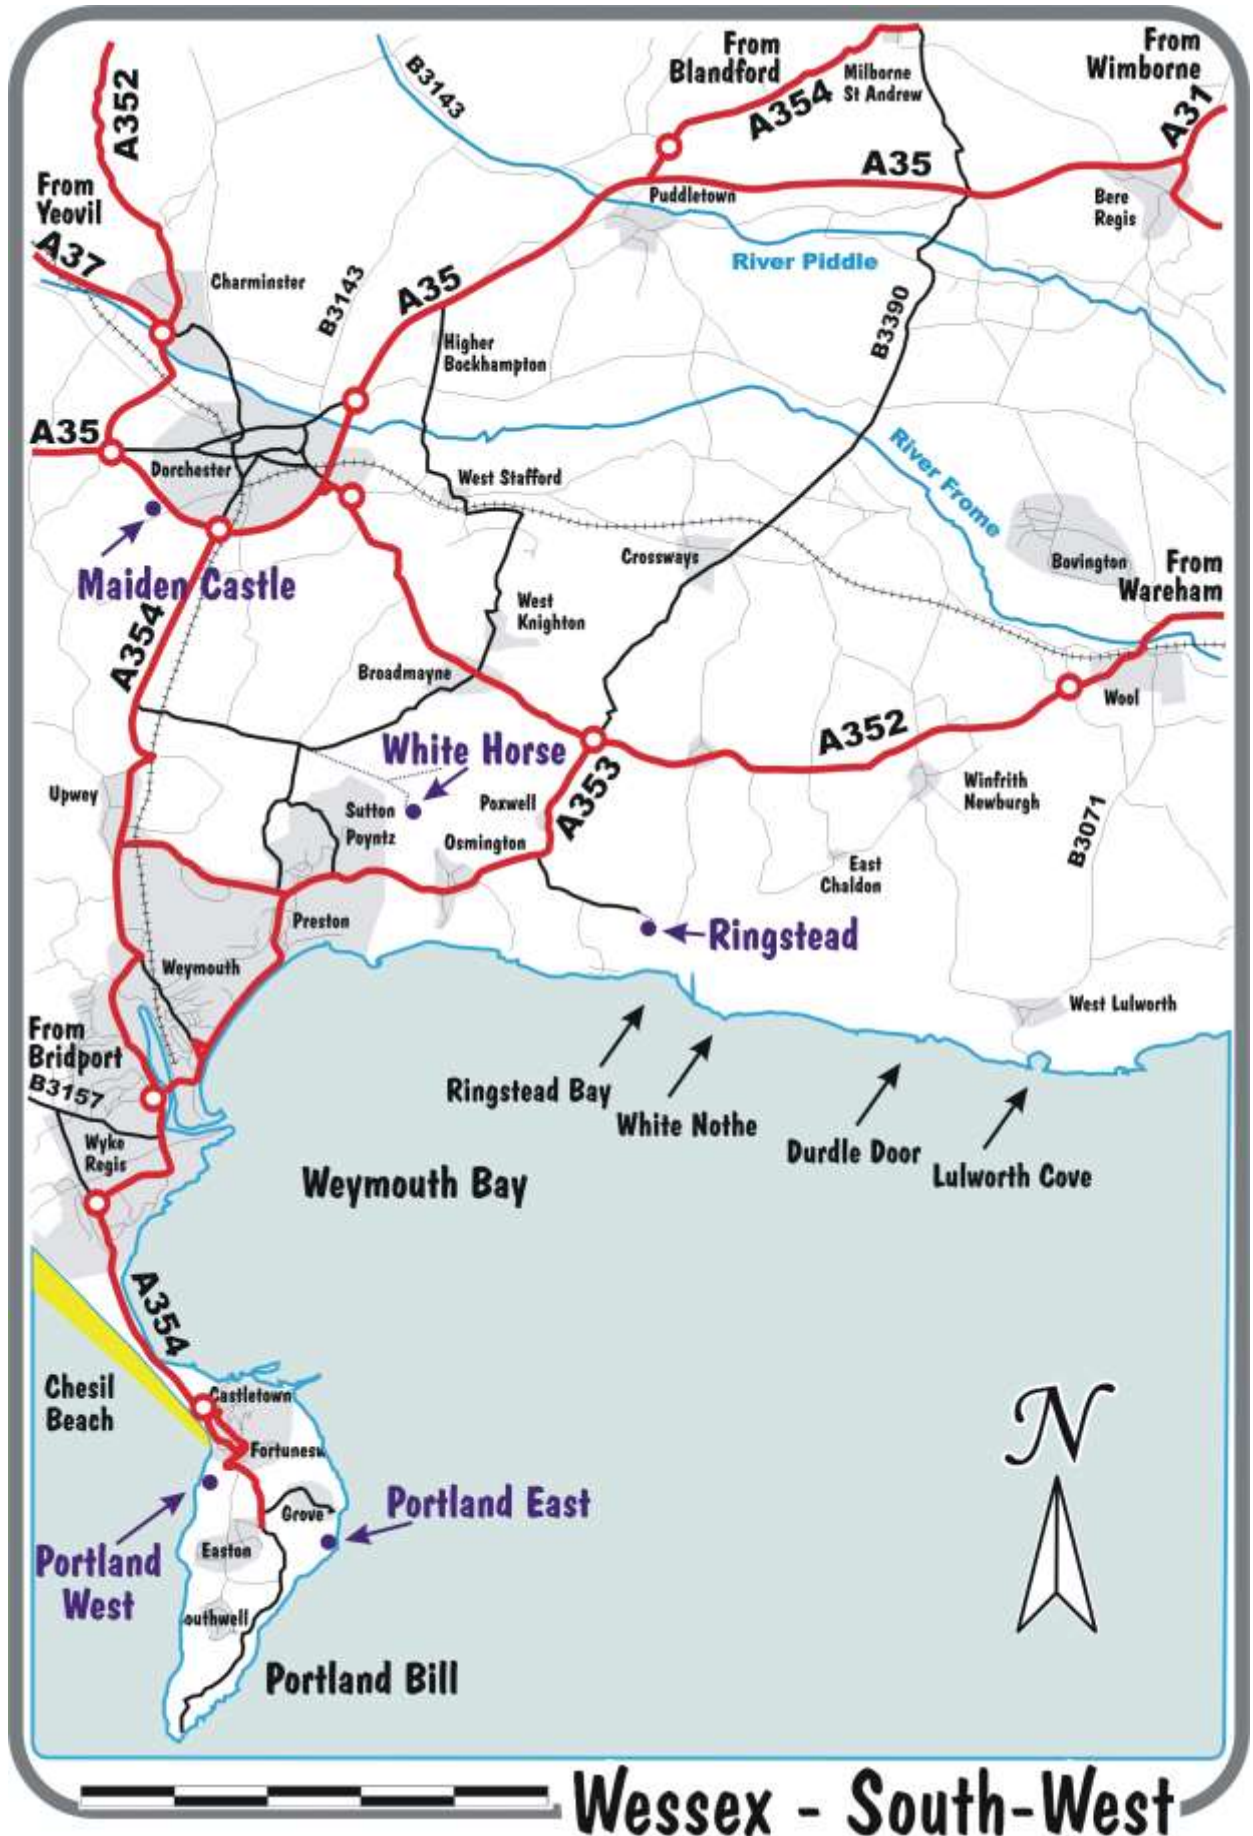 From
Blandford
Milborne
St Andrew
From
Wimborne
A352
B3143
A354
A31
A35
From
Yeovil
A37
Puddletown
Bere
Regis
River Piddle
Charminster
B3143
A35
B3390
Higher
Bockhampton
A35
Dorchester
West Stafford
River Frome
Crossways
Bovington
From
Wareham
Maiden Castle
West
Knighton
A354
Broadmayne
Wool
A352
White Horse
A353
Upwey
Sutton
Poyntz
Poxwell
Osmington
Winfrith
Newburgh
B3071
East
Chaldon
Preston
Ringstead
Weymouth
West Lulworth
From
Bridport
B3157
Ringstead Bay
White Nothe
Durdle Door
Lulworth Cove
Wyke
Regis
Weymouth Bay
A354
Chesil
Beach
Castletown
N
Fortunesw
Portland East
Grove
Portland
West
Easton
outhwell
Portland Bill
Wessex - South-West